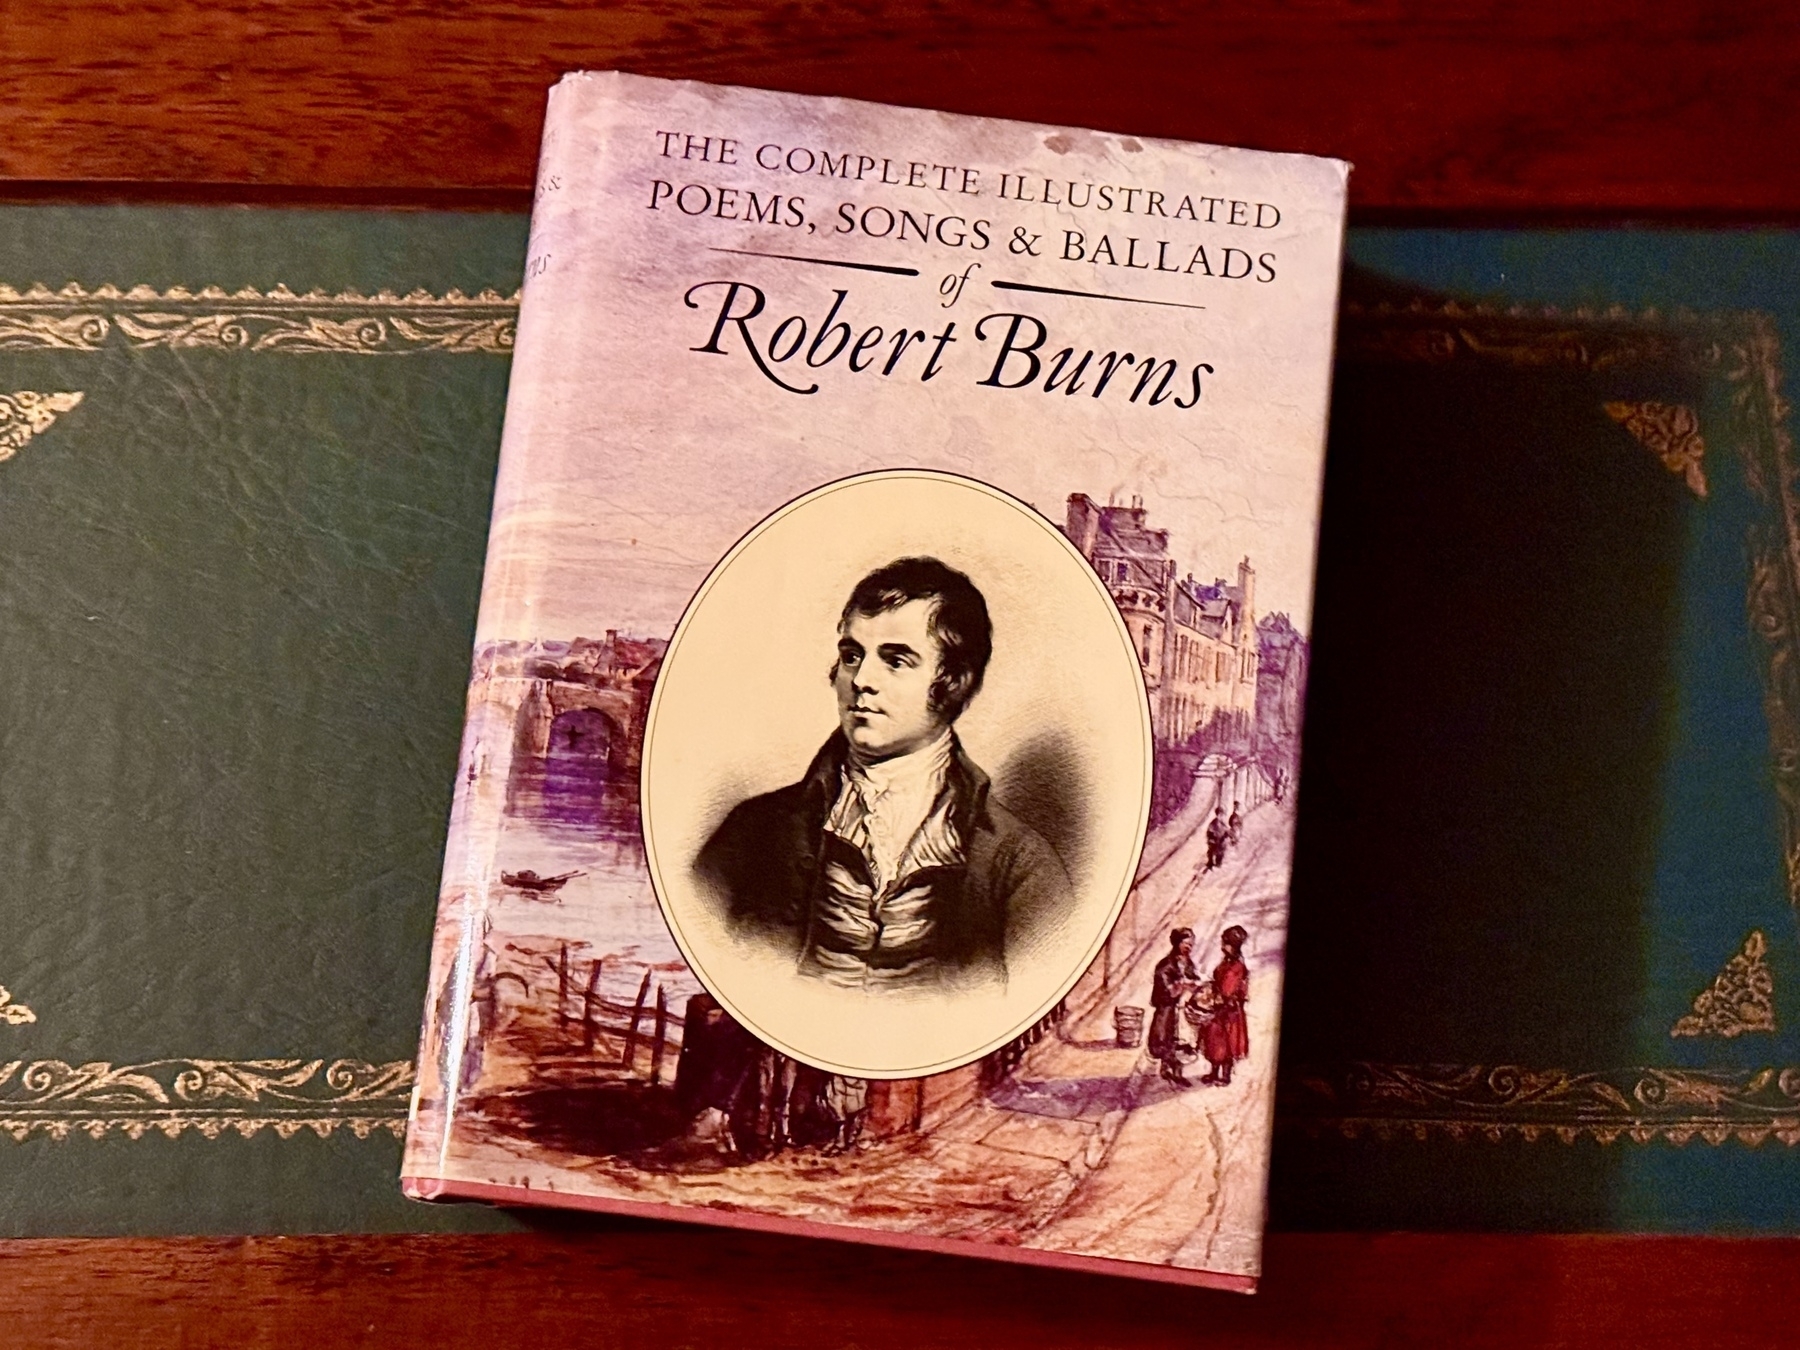 THE COMPLETE ILLUSTRATED
POEMS, SONGS & BALLADS
of
Robert Burns